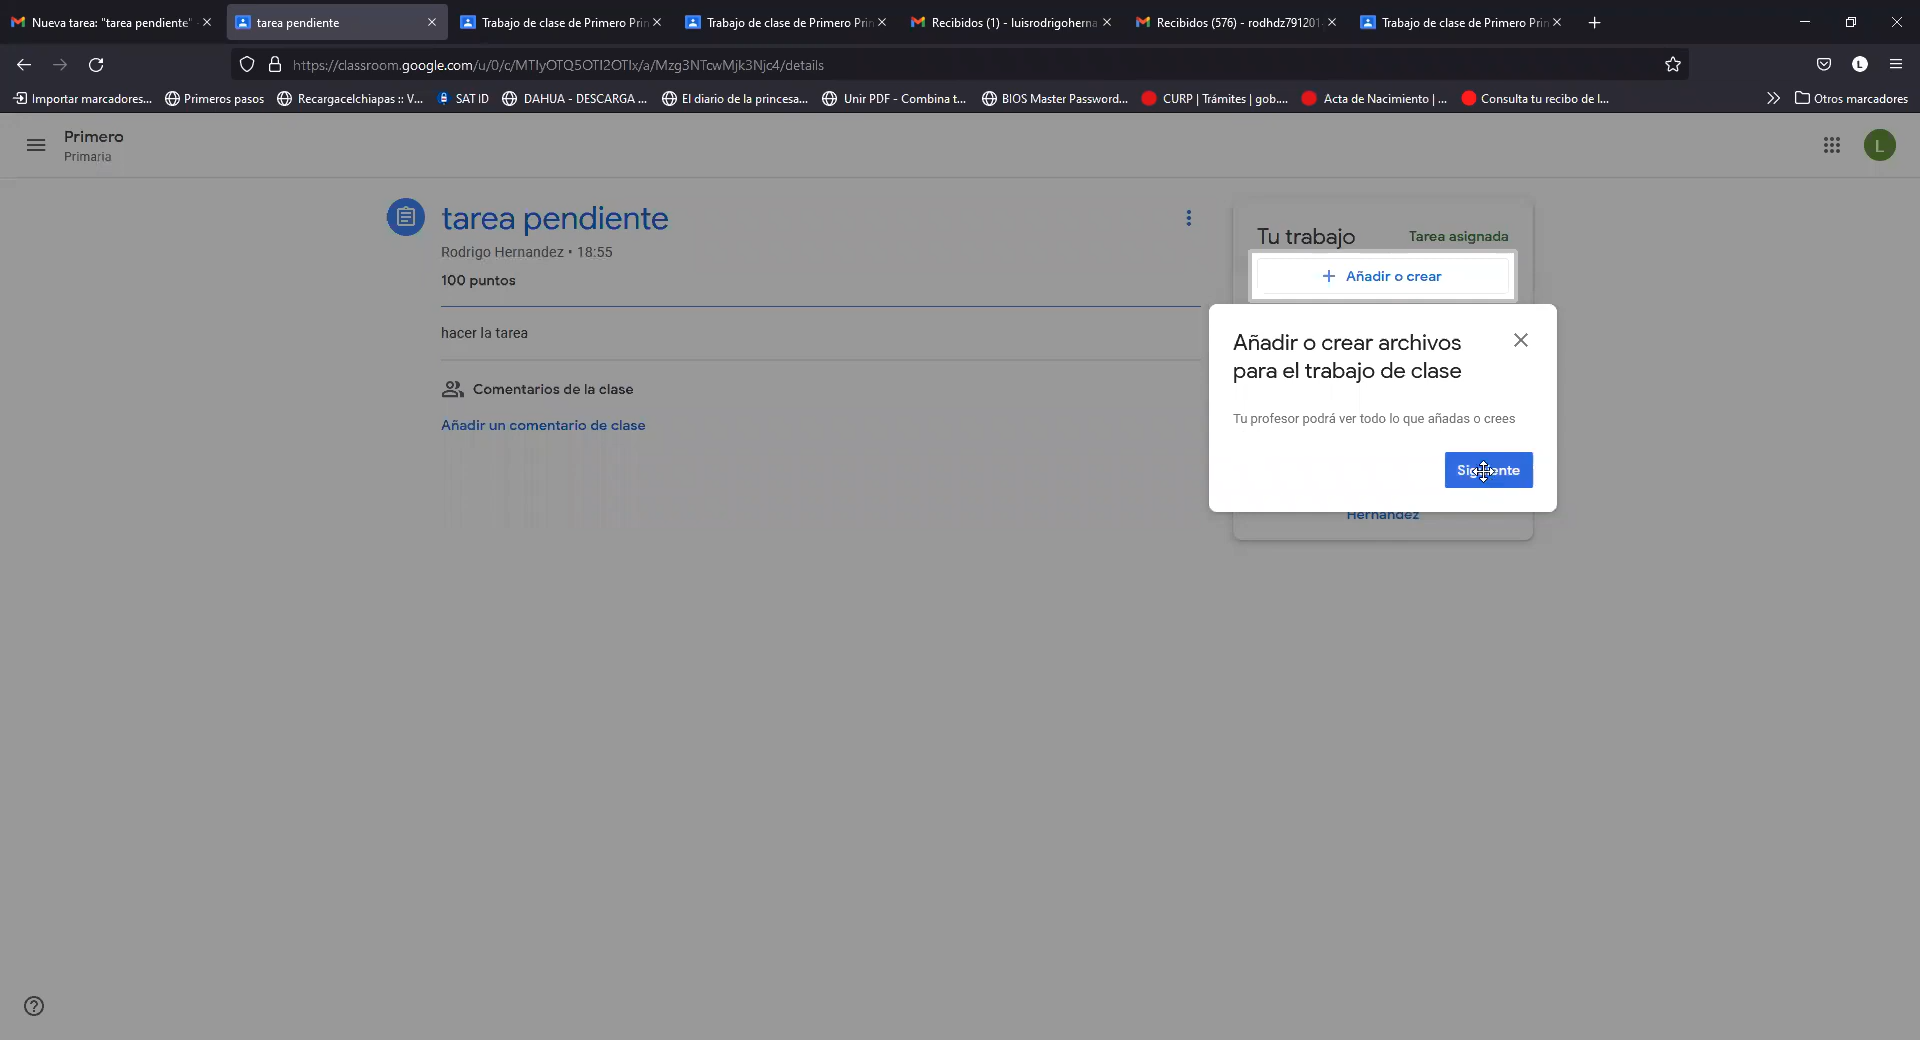 Nueva tarea: "tarea pendiente"
tarea pendiente
Trabajo de clase de Primero Prin
Trabajo de clase de Primero Prin
Recibidos (1) - luisrodrigoherna
Recibidos (576) - rodhdz791201
Trabajo de clase de Primero Prin
https://classroom.google.com/u/0/c/MTIyOTQ5OTI2OTIx/a/Mzg3NTcwMjk3Njc4/details
L
Importar marcadores...
Primeros pasos
Recargacelchiapas :: V...
SAT ID
DAHUA - DESCARGA ...
El diario de la princesa...
Unir PDF - Combina t...
BIOS Master Password...
CURP | Trámites | gob....
Acta de Nacimiento | ...
Consulta tu recibo de l...
Otros marcadores
Primero
Primaria
L
tarea pendiente
Rodrigo Hernandez • 18:55
100 puntos
hacer la tarea
Comentarios de la clase
Añadir un comentario de clase
Tu trabajo
Tarea asignada
+ Añadir o crear
Añadir o crear archivos
para el trabajo de clase
Tu profesor podrá ver todo lo que añadas o crees
Siguiente
Hernandez